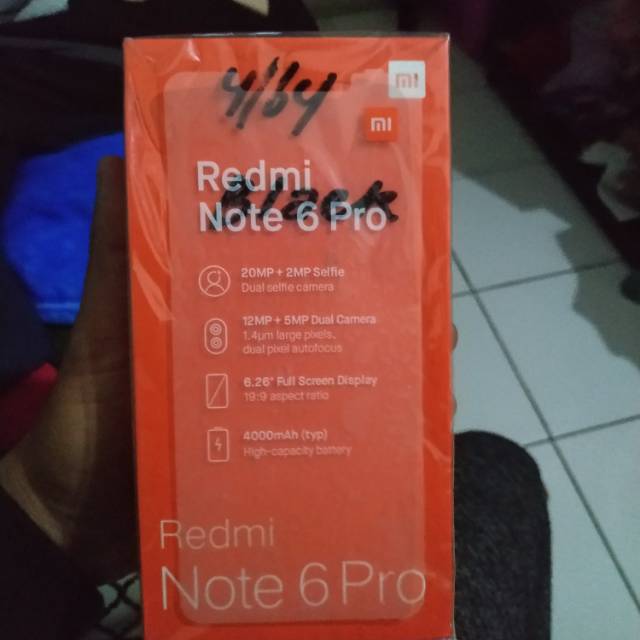 4/64
mi
mi
Redmi
Black
Note 6 Pro
20MP + 2MP Selfie
Dual selfie camera
12MP + 5MP Dual Camera
1.4μm large pixels,
dual pixel autofocus
6.26" Full Screen Display
19:9 aspect ratio
4000mAh (typ)
High-capacity battery
Redmi
Note 6 Pro